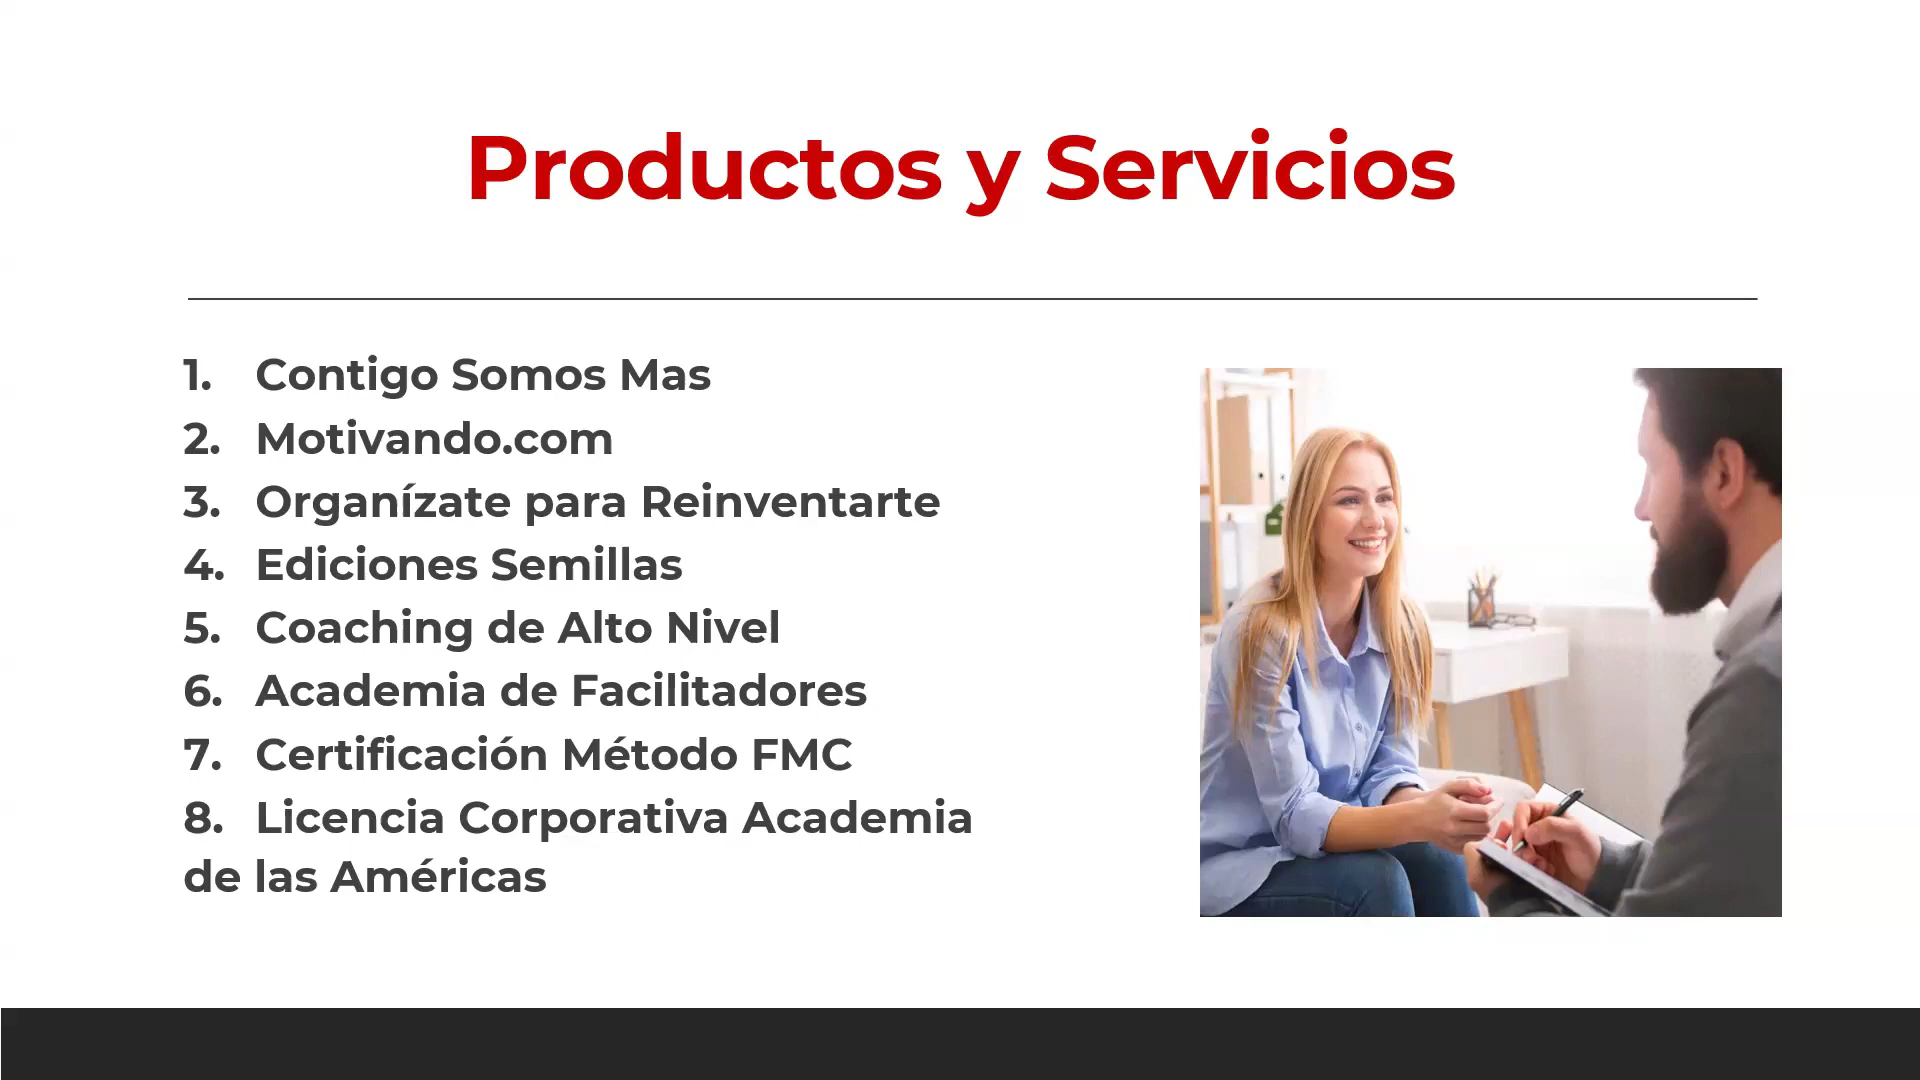 Productos y Servicios
1. Contigo Somos Mas
2. Motivando.com
3. Organízate para Reinventarte
4. Ediciones Semillas
5. Coaching de Alto Nivel
6. Academia de Facilitadores
7. Certificación Método FMC
8. Licencia Corporativa Academia
de las Américas